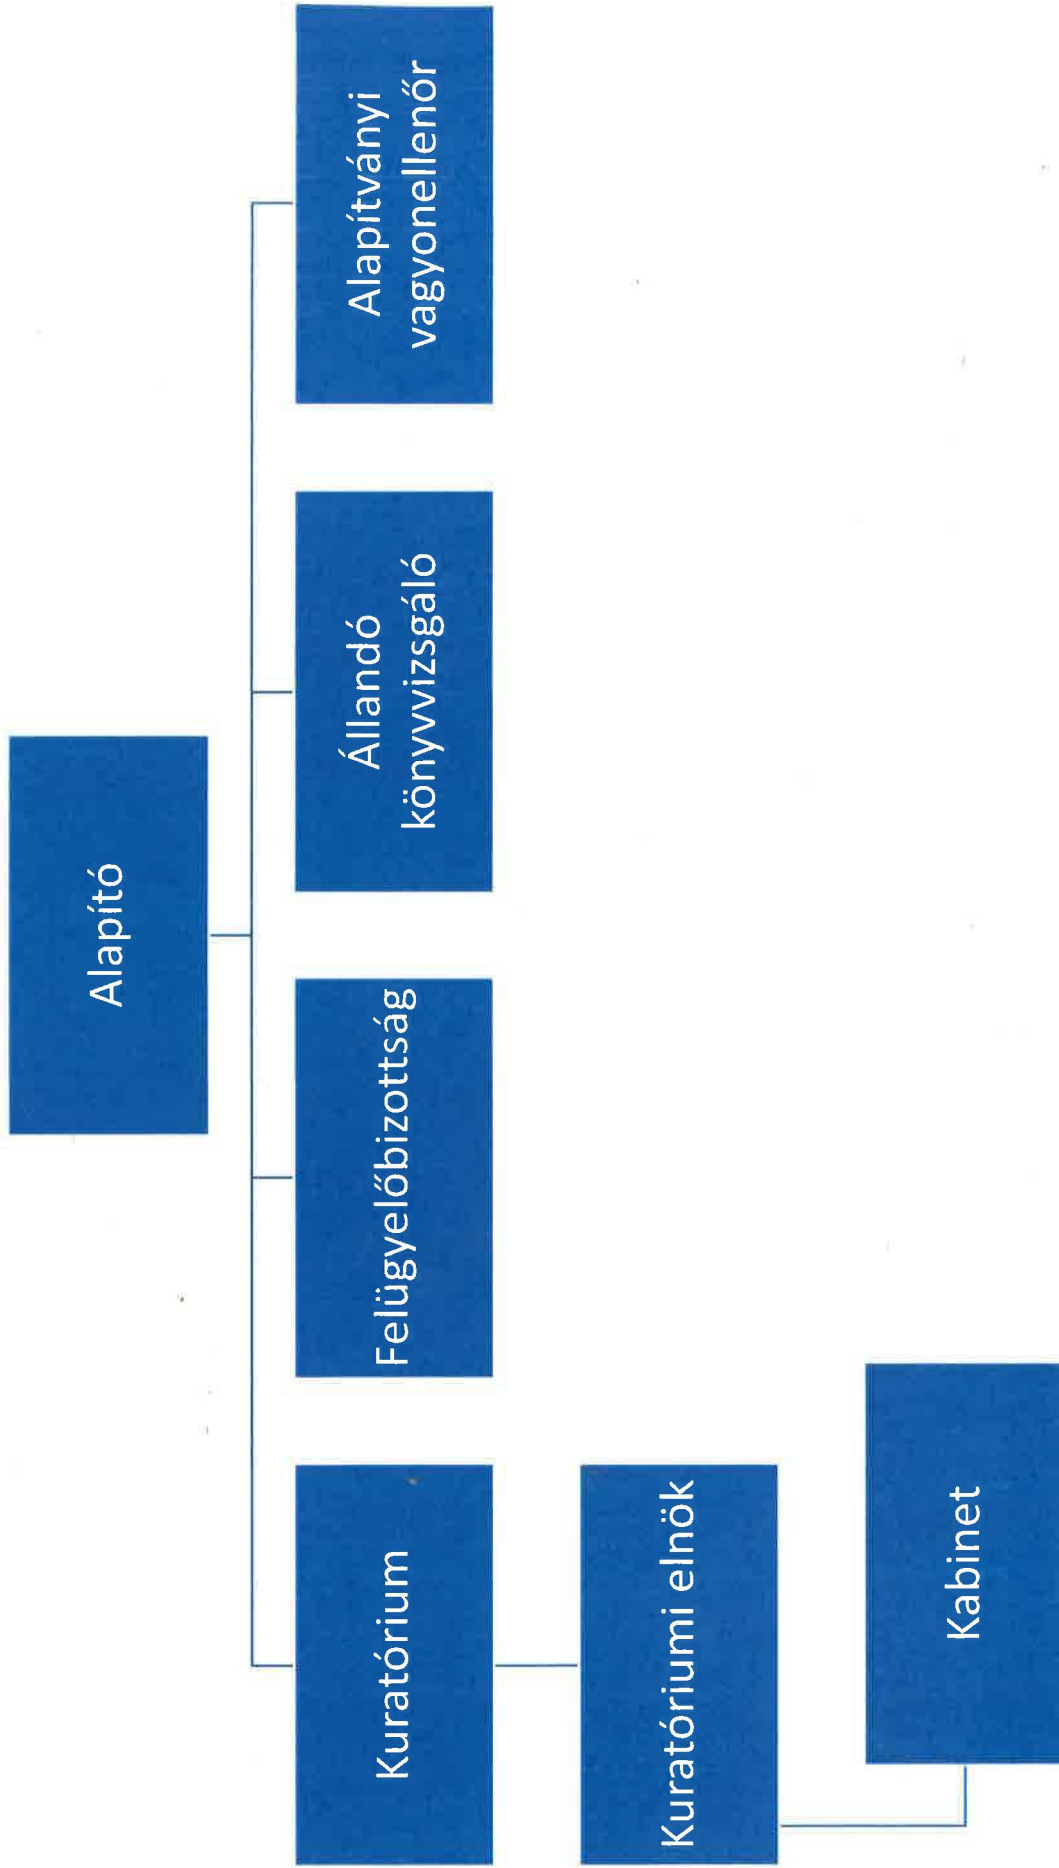 Alapító
Kuratórium
Felügyelőbizottság
Állandó
könyvvizsgáló
Alapítványi
vagyonellenőr
Kuratóriumi elnök
Kabinet